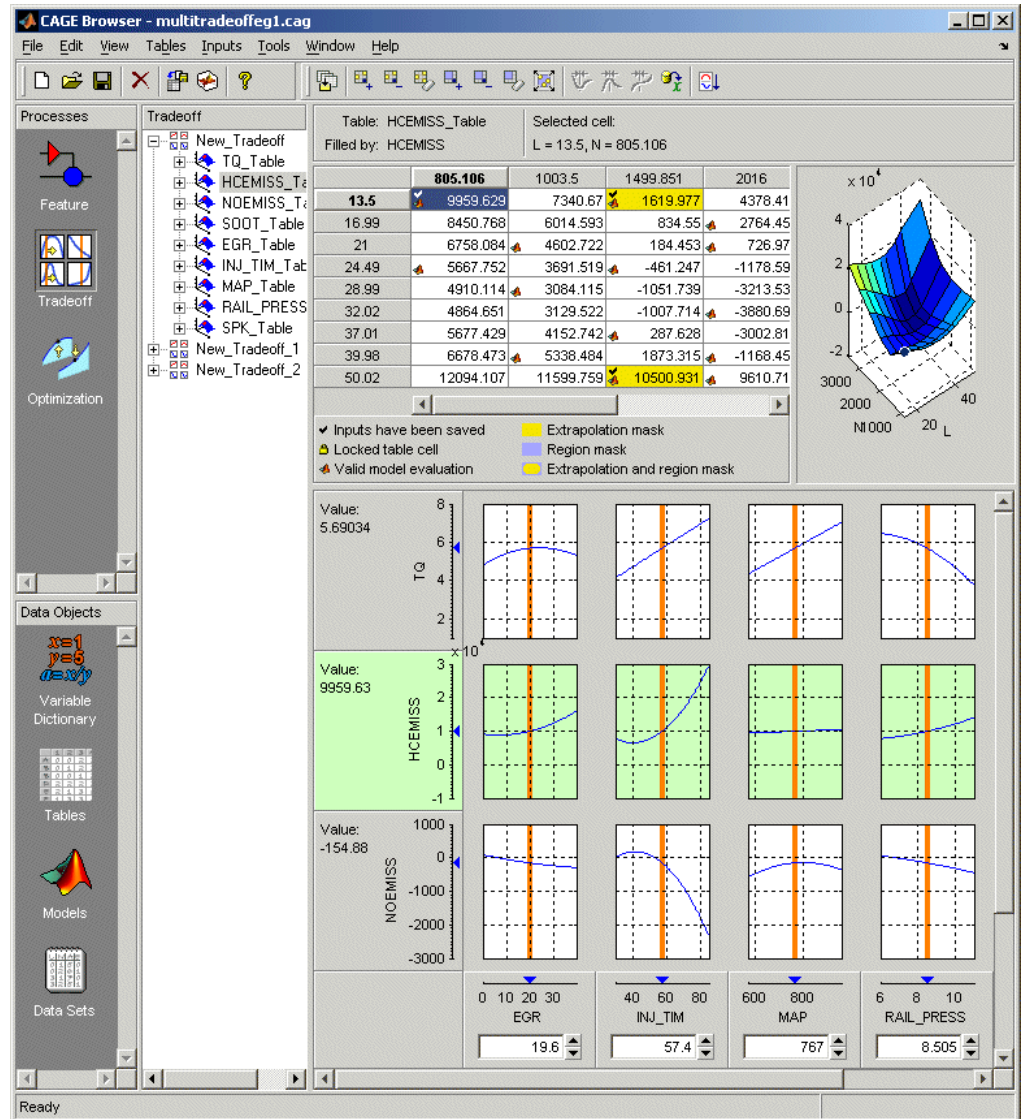 CAGE Browser - multitradeoffeg1.cag
File Edit View Tables Inputs Tools Window Help
Processes
Feature
Tradeoff
Optimization
Data Objects
x=1
y=5
a=x/y
Variable
Dictionary
Tables
Models
Data Sets
Tradeoff
New_Tradeoff
TQ_Table
HCEMISS_Ta
NOEMISS_Ta
SOOT_Table
EGR_Table
INJ_TIM_Tab
MAP_Table
RAIL_PRESS
SPK_Table
New_Tradeoff_1
New_Tradeoff_2
Table: HCEMISS_Table
Filled by: HCEMISS
Selected cell:
L = 13.5, N = 805.106
805.106 1003.5 1499.851 2016
13.5 9959.629 7340.67 1619.977 4378.41
16.99 8450.768 6014.593 834.55 2764.45
21 6758.084 4602.722 184.453 726.97
24.49 5667.752 3691.519 -461.247 -1178.59
28.99 4910.114 3084.115 -1051.739 -3213.53
32.02 4864.651 3129.522 -1007.714 -3880.69
37.01 5677.429 4152.742 287.628 -3002.81
39.98 6678.473 5338.484 1873.315 -1168.45
50.02 12094.107 11599.759 10500.931 9610.71
Inputs have been saved
Locked table cell
Valid model evaluation
Extrapolation mask
Region mask
Extrapolation and region mask
x 10⁴
4
2
0
-2
3000
2000
N1000
20 L
40
Value:
5.69034
TQ
8
6
4
2
Value:
9959.63
HCEMISS
x 10⁴
3
2
1
0
-1
Value:
-154.88
NOEMISS
1000
0
-1000
-2000
-3000
0 10 20 30
EGR
19.6
40 60 80
INJ_TIM
57.4
600 800
MAP
767
6 8 10
RAIL_PRESS
8.505
Ready